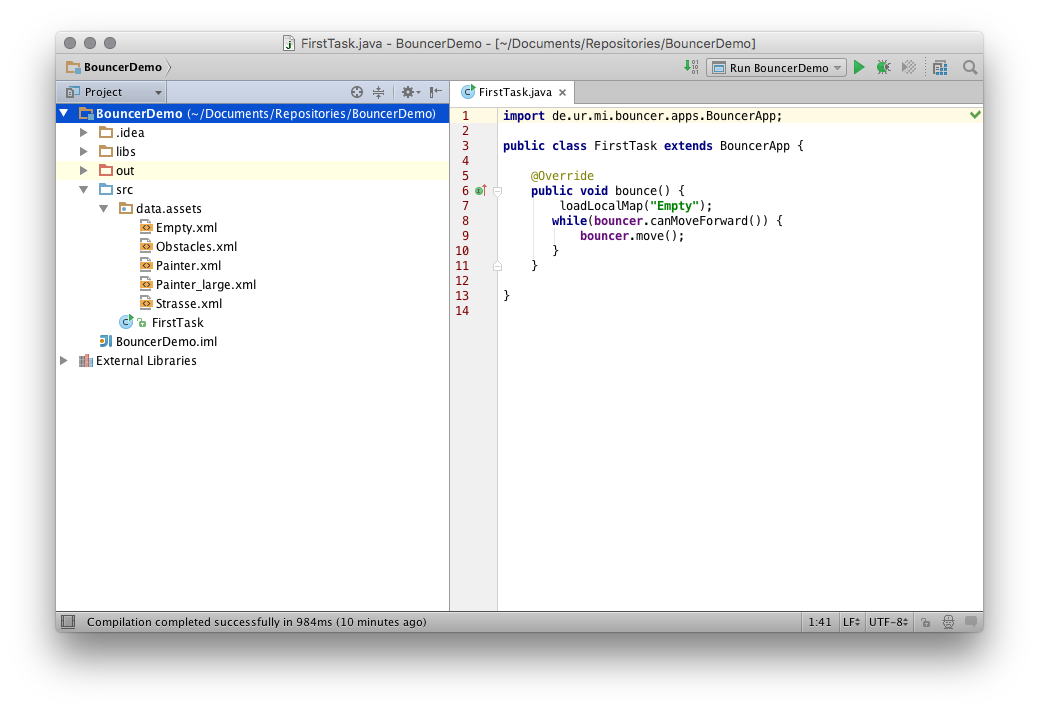 FirstTask.java - BouncerDemo - [~/Documents/Repositories/BouncerDemo]
BouncerDemo
Run BouncerDemo
Project
FirstTask.java
BouncerDemo (~/Documents/Repositories/BouncerDemo)
.idea
libs
out
src
data.assets
Empty.xml
Obstacles.xml
Painter.xml
Painter_large.xml
Strasse.xml
FirstTask
BouncerDemo.iml
External Libraries
1 import de.ur.mi.bouncer.apps.BouncerApp;
2
3 public class FirstTask extends BouncerApp {
4
5 @Override
6 public void bounce() {
7 loadLocalMap("Empty");
8 while(bouncer.canMoveForward()) {
9 bouncer.move();
10 }
11 }
12
13 }
14
Compilation completed successfully in 984ms (10 minutes ago)
1:41 LF UTF-8